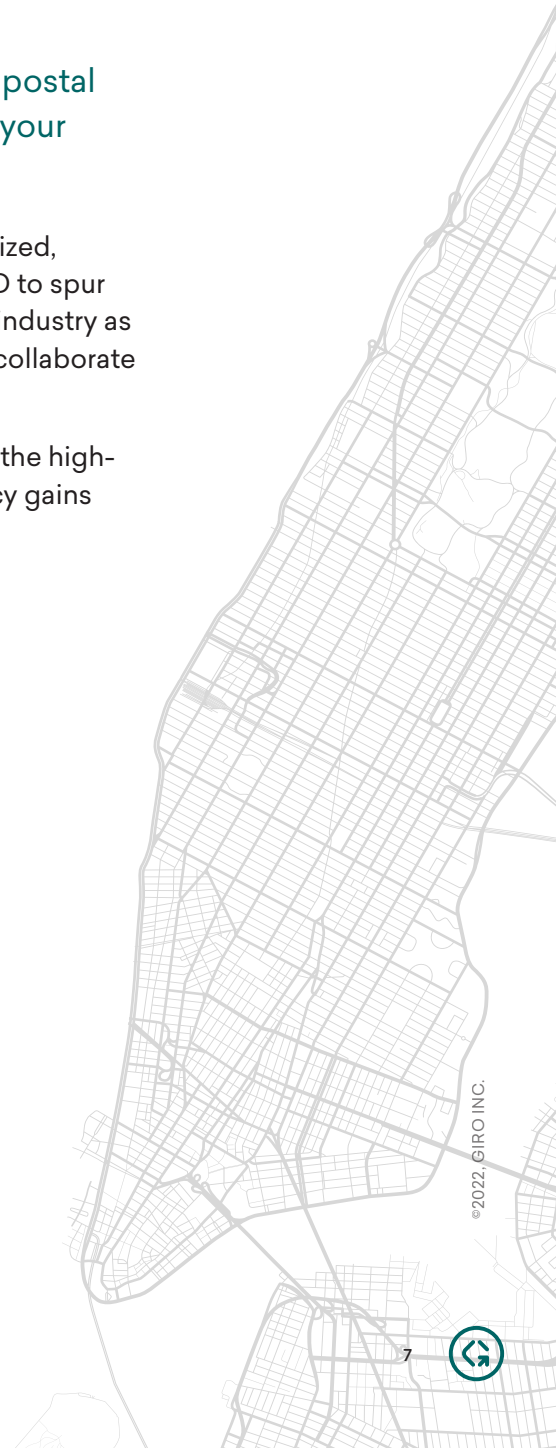 postal
your
ized,
to spur
industry as
collaborate
the high-
cy gains
©2022, GIRO INC.
7